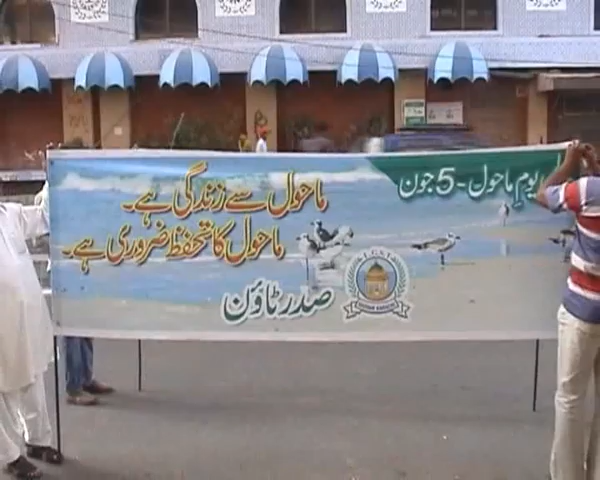 یومِ ماحول - 5 جون
ماحول سے زندگی ہے۔
ماحول کا تحفظ ضروری ہے۔
صدر ٹاؤن